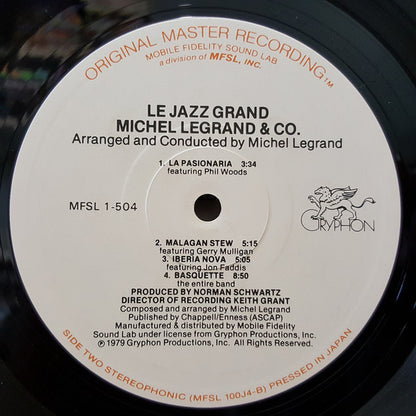 ORIGINAL MASTER RECORDING™
MOBILE FIDELITY SOUND LAB
a division of MFSL, INC.
LE JAZZ GRAND
MICHEL LEGRAND & CO.
Arranged and Conducted by Michel Legrand
1. LA PASIONARIA 3:34
featuring Phil Woods
MFSL 1-504
GRYPHON
2. MALAGAN STEW 5:15
featuring Gerry Mulligan
3. IBERIA NOVA 5:05
featuring Jon Faddis
4. BASQUETTE 8:50
the entire band
PRODUCED BY NORMAN SCHWARTZ
DIRECTOR OF RECORDING KEITH GRANT
Composed and arranged by Michel Legrand
Published by Chappell/Enness (ASCAP)
Manufactured & distributed by Mobile Fidelity
Sound Lab under license from Gryphon Productions, Inc.
℗ 1979 Gryphon Productions, Inc. All Rights Reserved.
SIDE TWO STEREOPHONIC (MFSL 100J4-B) PRESSED IN JAPAN